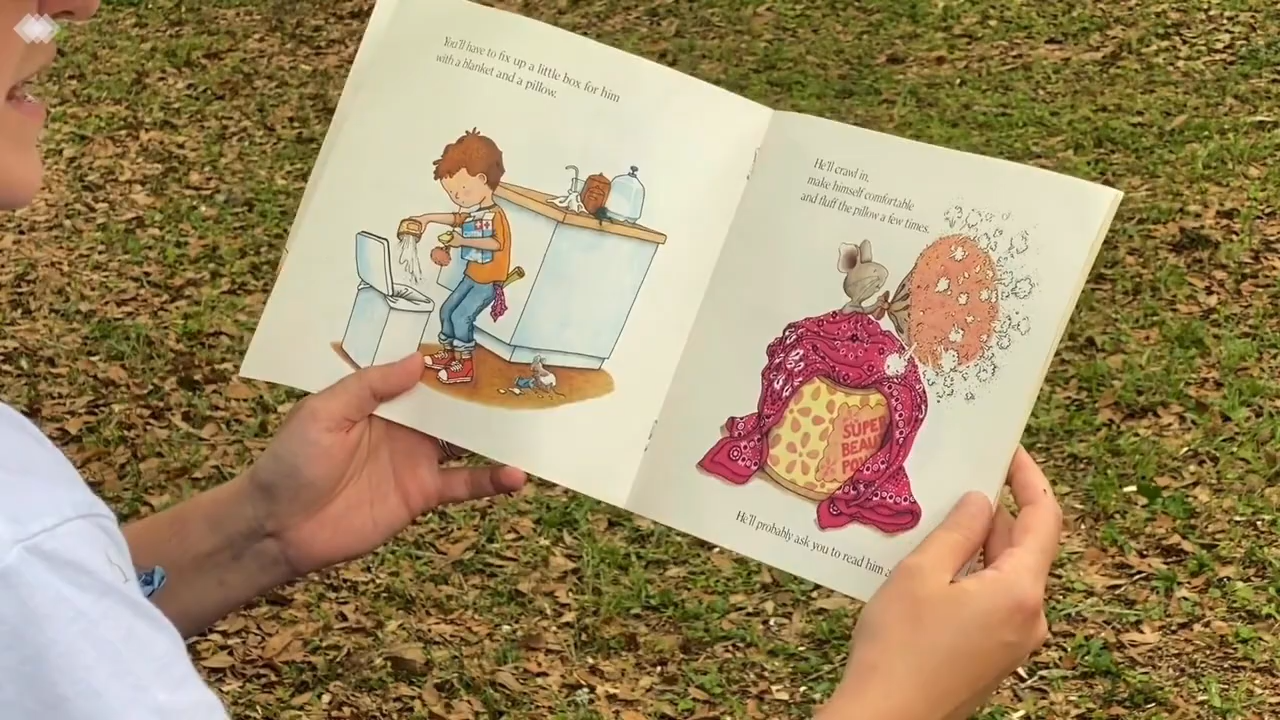 You'll have to fix up a little box for him
with a blanket and a pillow.
He'll crawl in,
make himself comfortable
and fluff the pillow a few times.
SUPER
BEAU
POW
He'll probably ask you to read him a